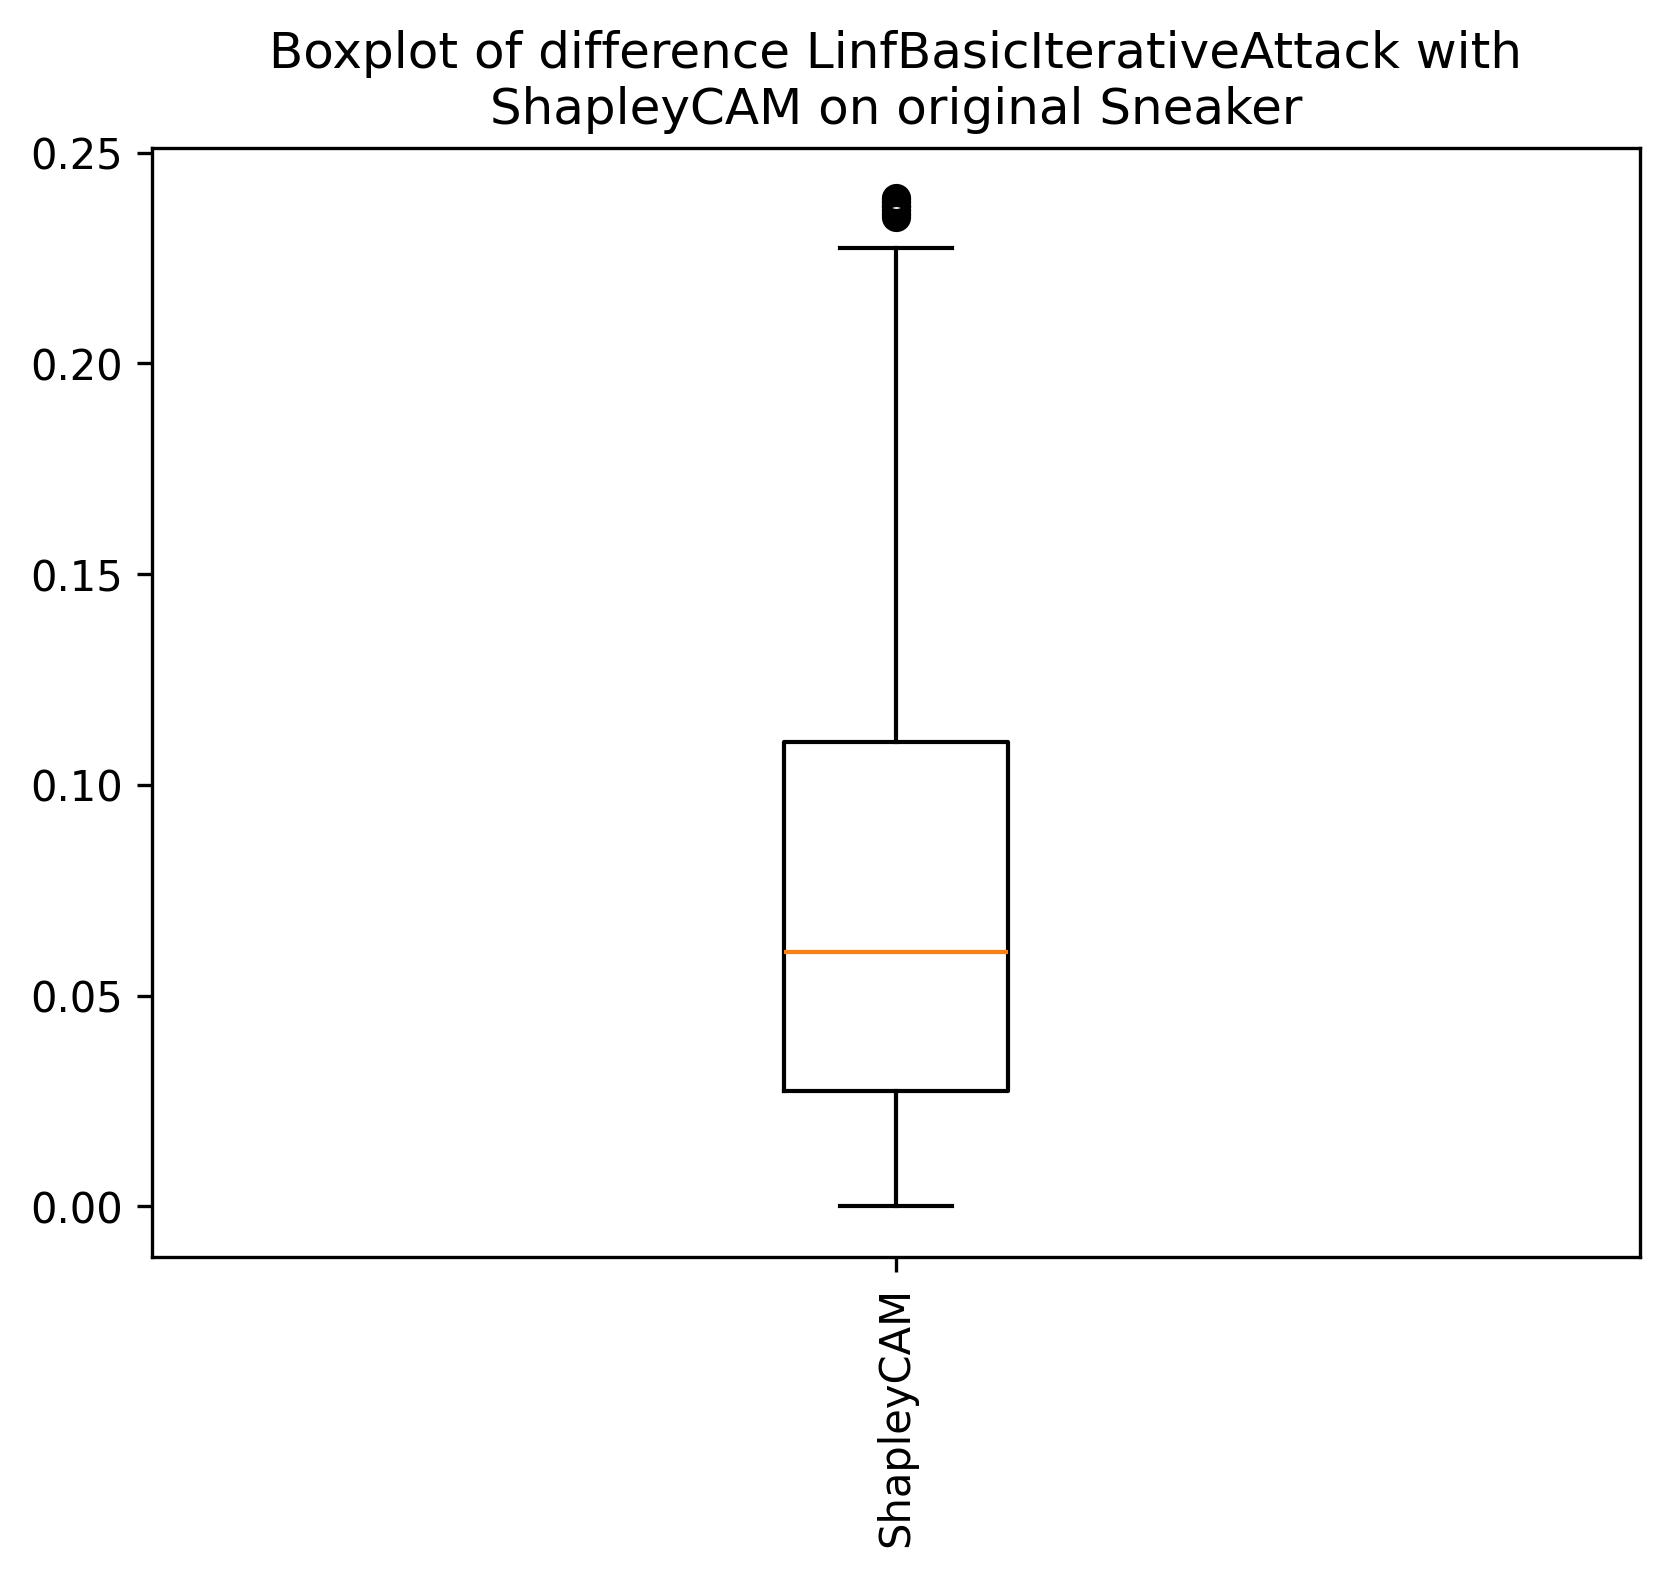 Boxplot of difference LinfBasicIterativeAttack with
ShapleyCAM on original Sneaker
0.25
0.20
0.15
0.10
0.05
0.00
ShapleyCAM